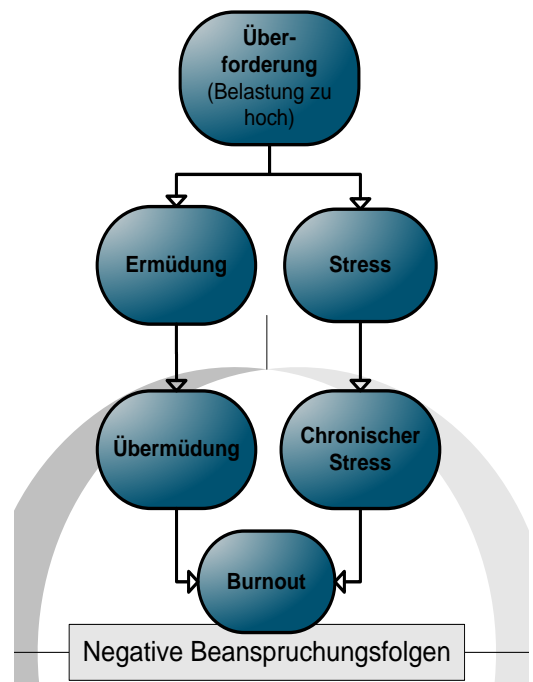 Über-
forderung
(Belastung zu
hoch)
Ermüdung
Stress
Übermüdung
Chronischer
Stress
Burnout
Negative Beanspruchungsfolgen